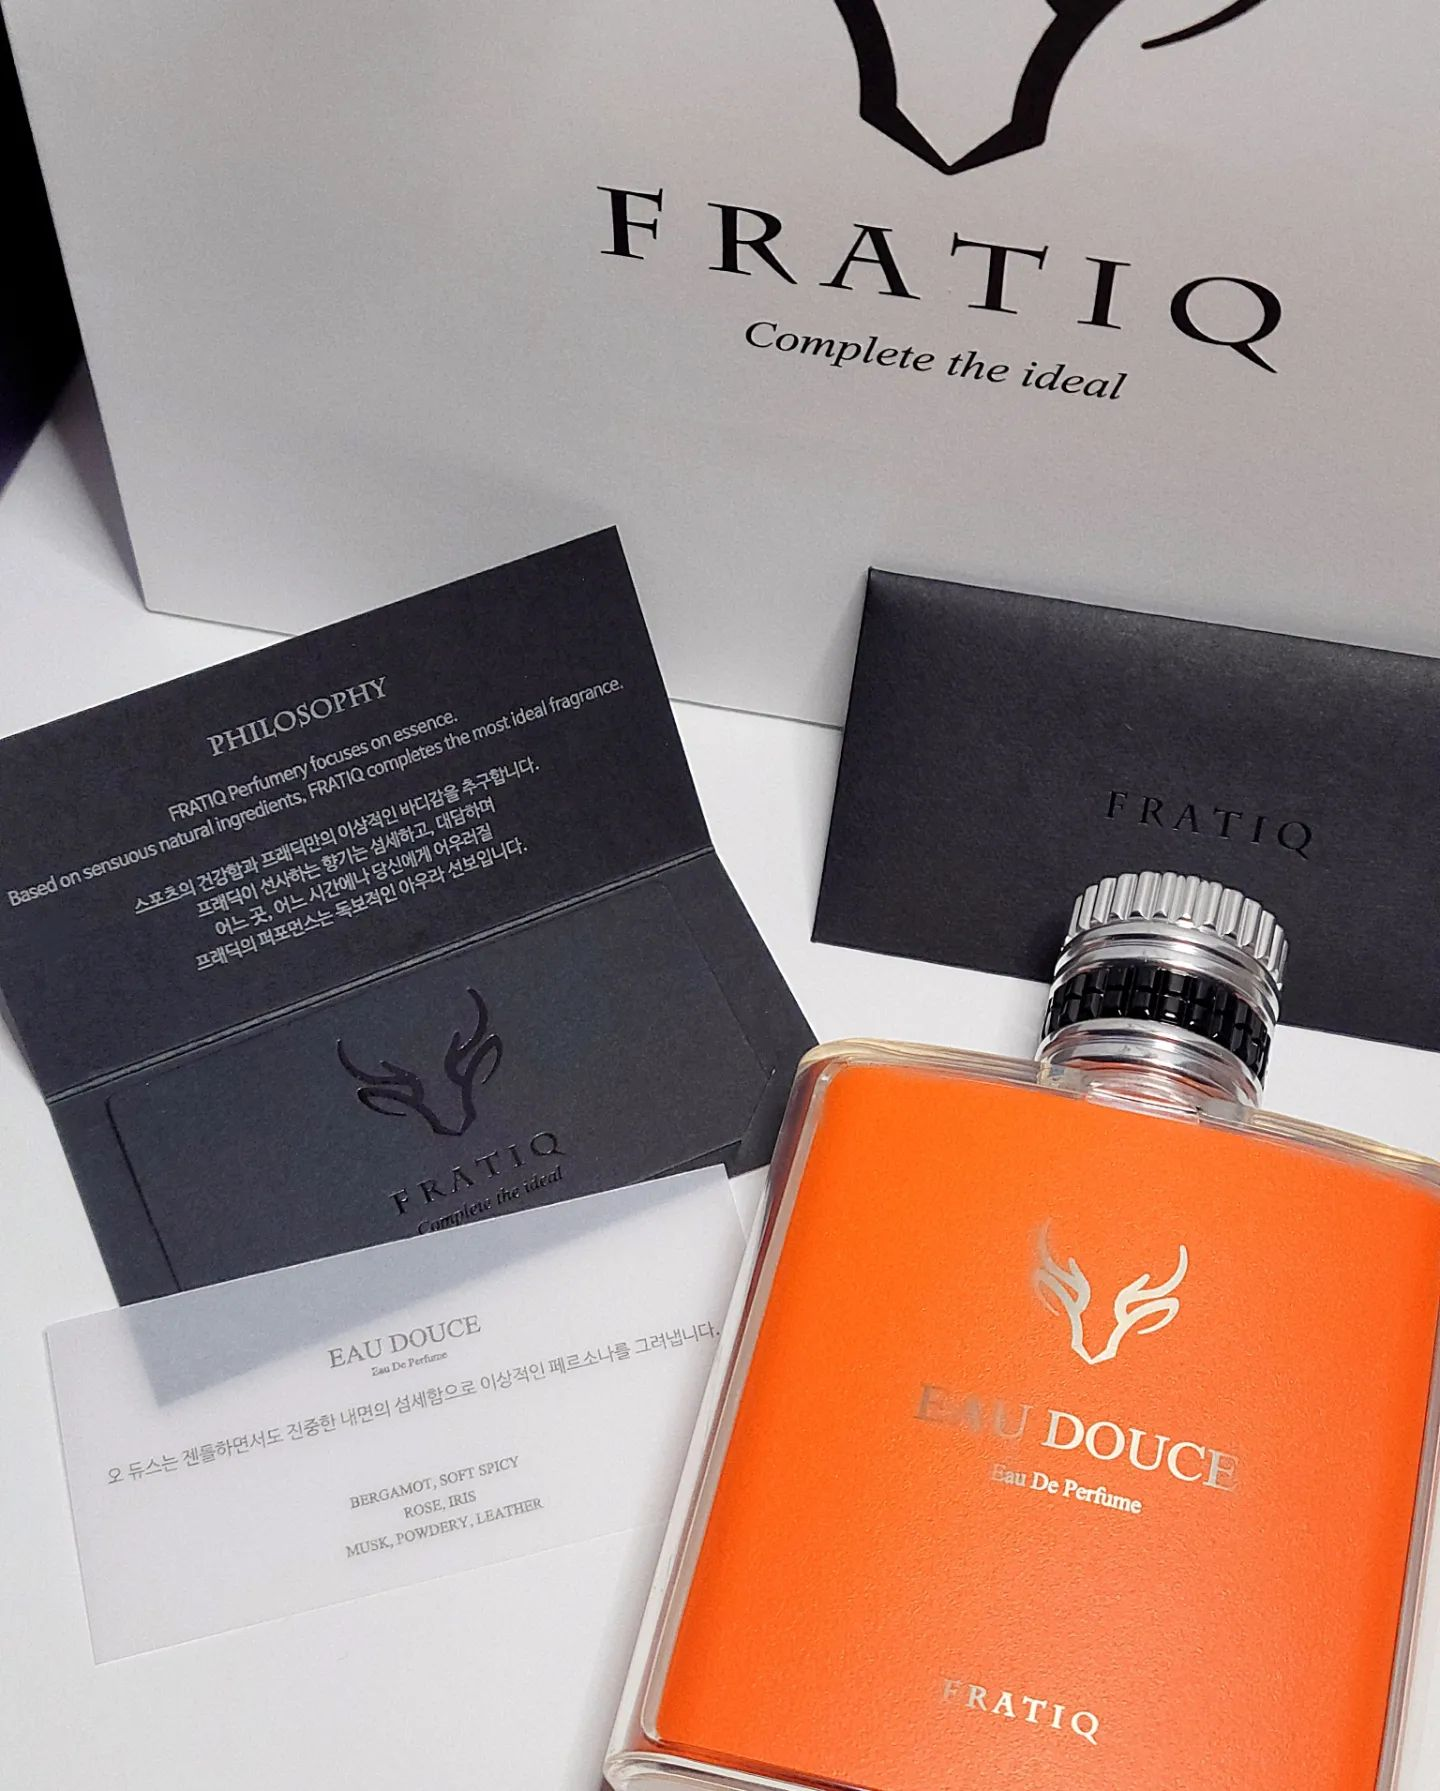 FRATIQ
Complete the ideal
PHILOSOPHY
FRATIQ Perfumery focuses on essence.
Based on sensuous natural ingredients, FRATIQ completes the most ideal fragrance.
스포츠의 건강함과 프래딕만의 이상적인 바디감을 추구합니다.
프래딕이 선사하는 향기는 섬세하고, 대담하며
어느 곳, 어느 시간에나 당신에게 어우러질
프래딕의 퍼포먼스는 독보적인 아우라 선보입니다.
FRATIQ
Complete the ideal
FRATIQ
EAU DOUCE
Eau De Perfume
오 듀스는 젠틀하면서도 진중한 내면의 섬세함으로 이상적인 페르소나를 그려냅니다.
BERGAMOT, SOFT SPICY
ROSE, IRIS
MUSK, POWDERY, LEATHER
EAU DOUCE
Eau De Perfume
FRATIQ